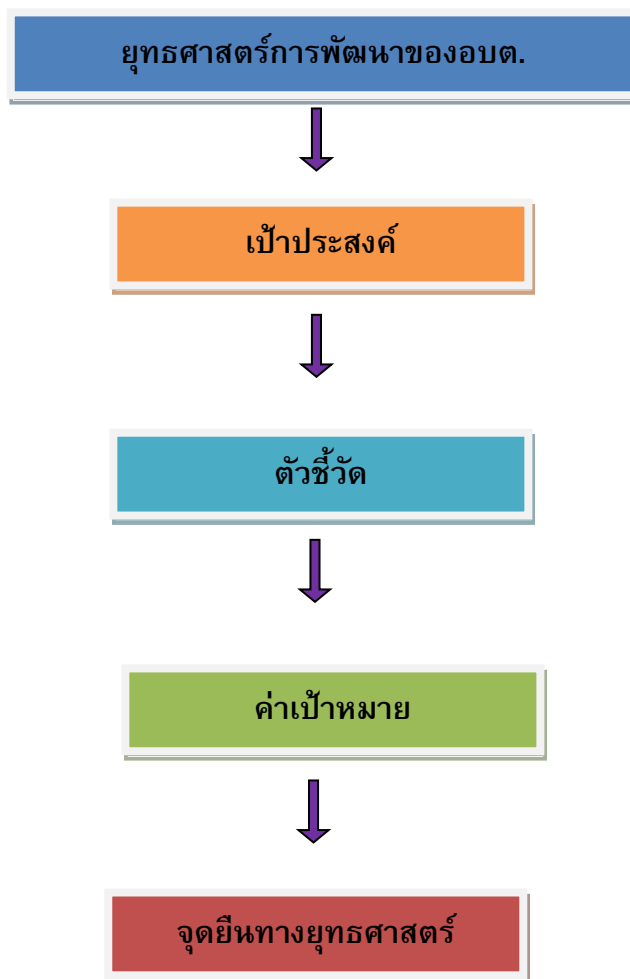 ยุทธศาสตร์การพัฒนาของอบต.
เป้าประสงค์
ตัวชี้วัด
ค่าเป้าหมาย
จุดยืนทางยุทธศาสตร์